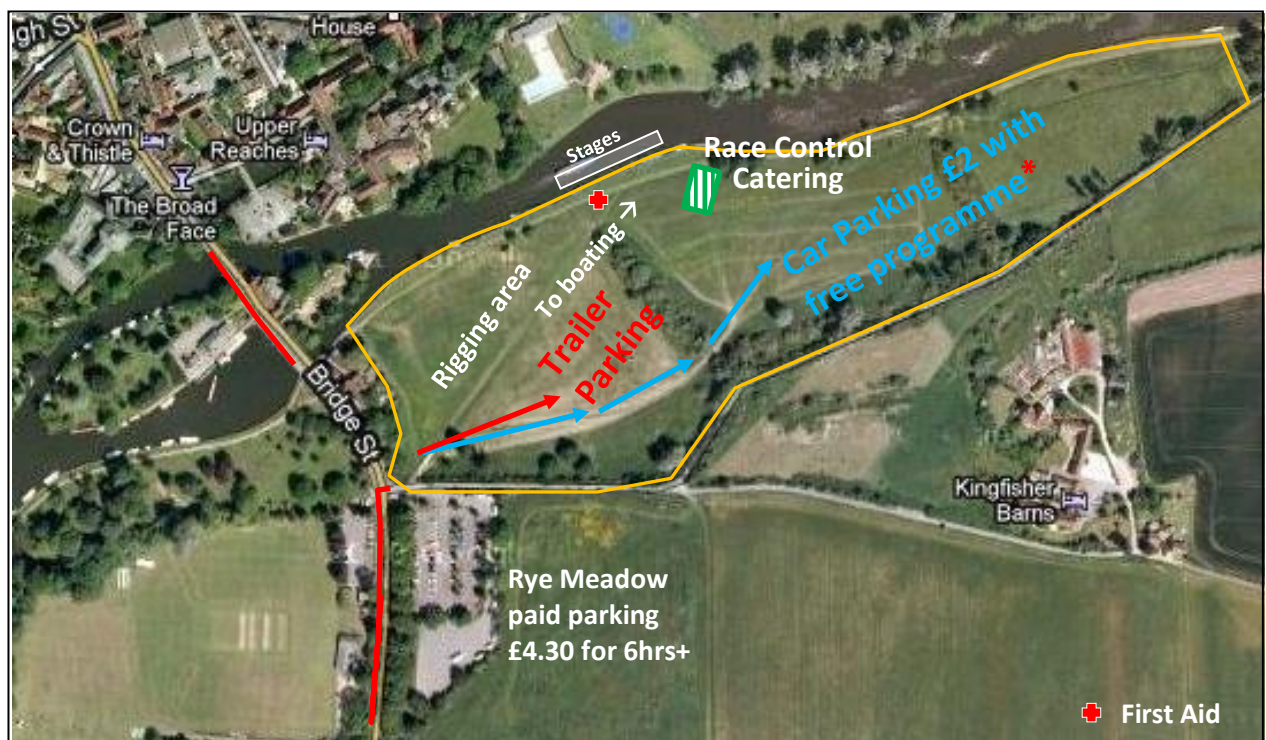 gh St
House
Crown
& Thistle
Upper
Reaches
The Broad
Face
Stages
Race Control
Catering
Car Parking £2 with
free programme*
To boating
Rigging area
Trailer
Parking
Bridge St
Kingfisher
Barns
Rye Meadow
paid parking
£4.30 for 6hrs+
First Aid